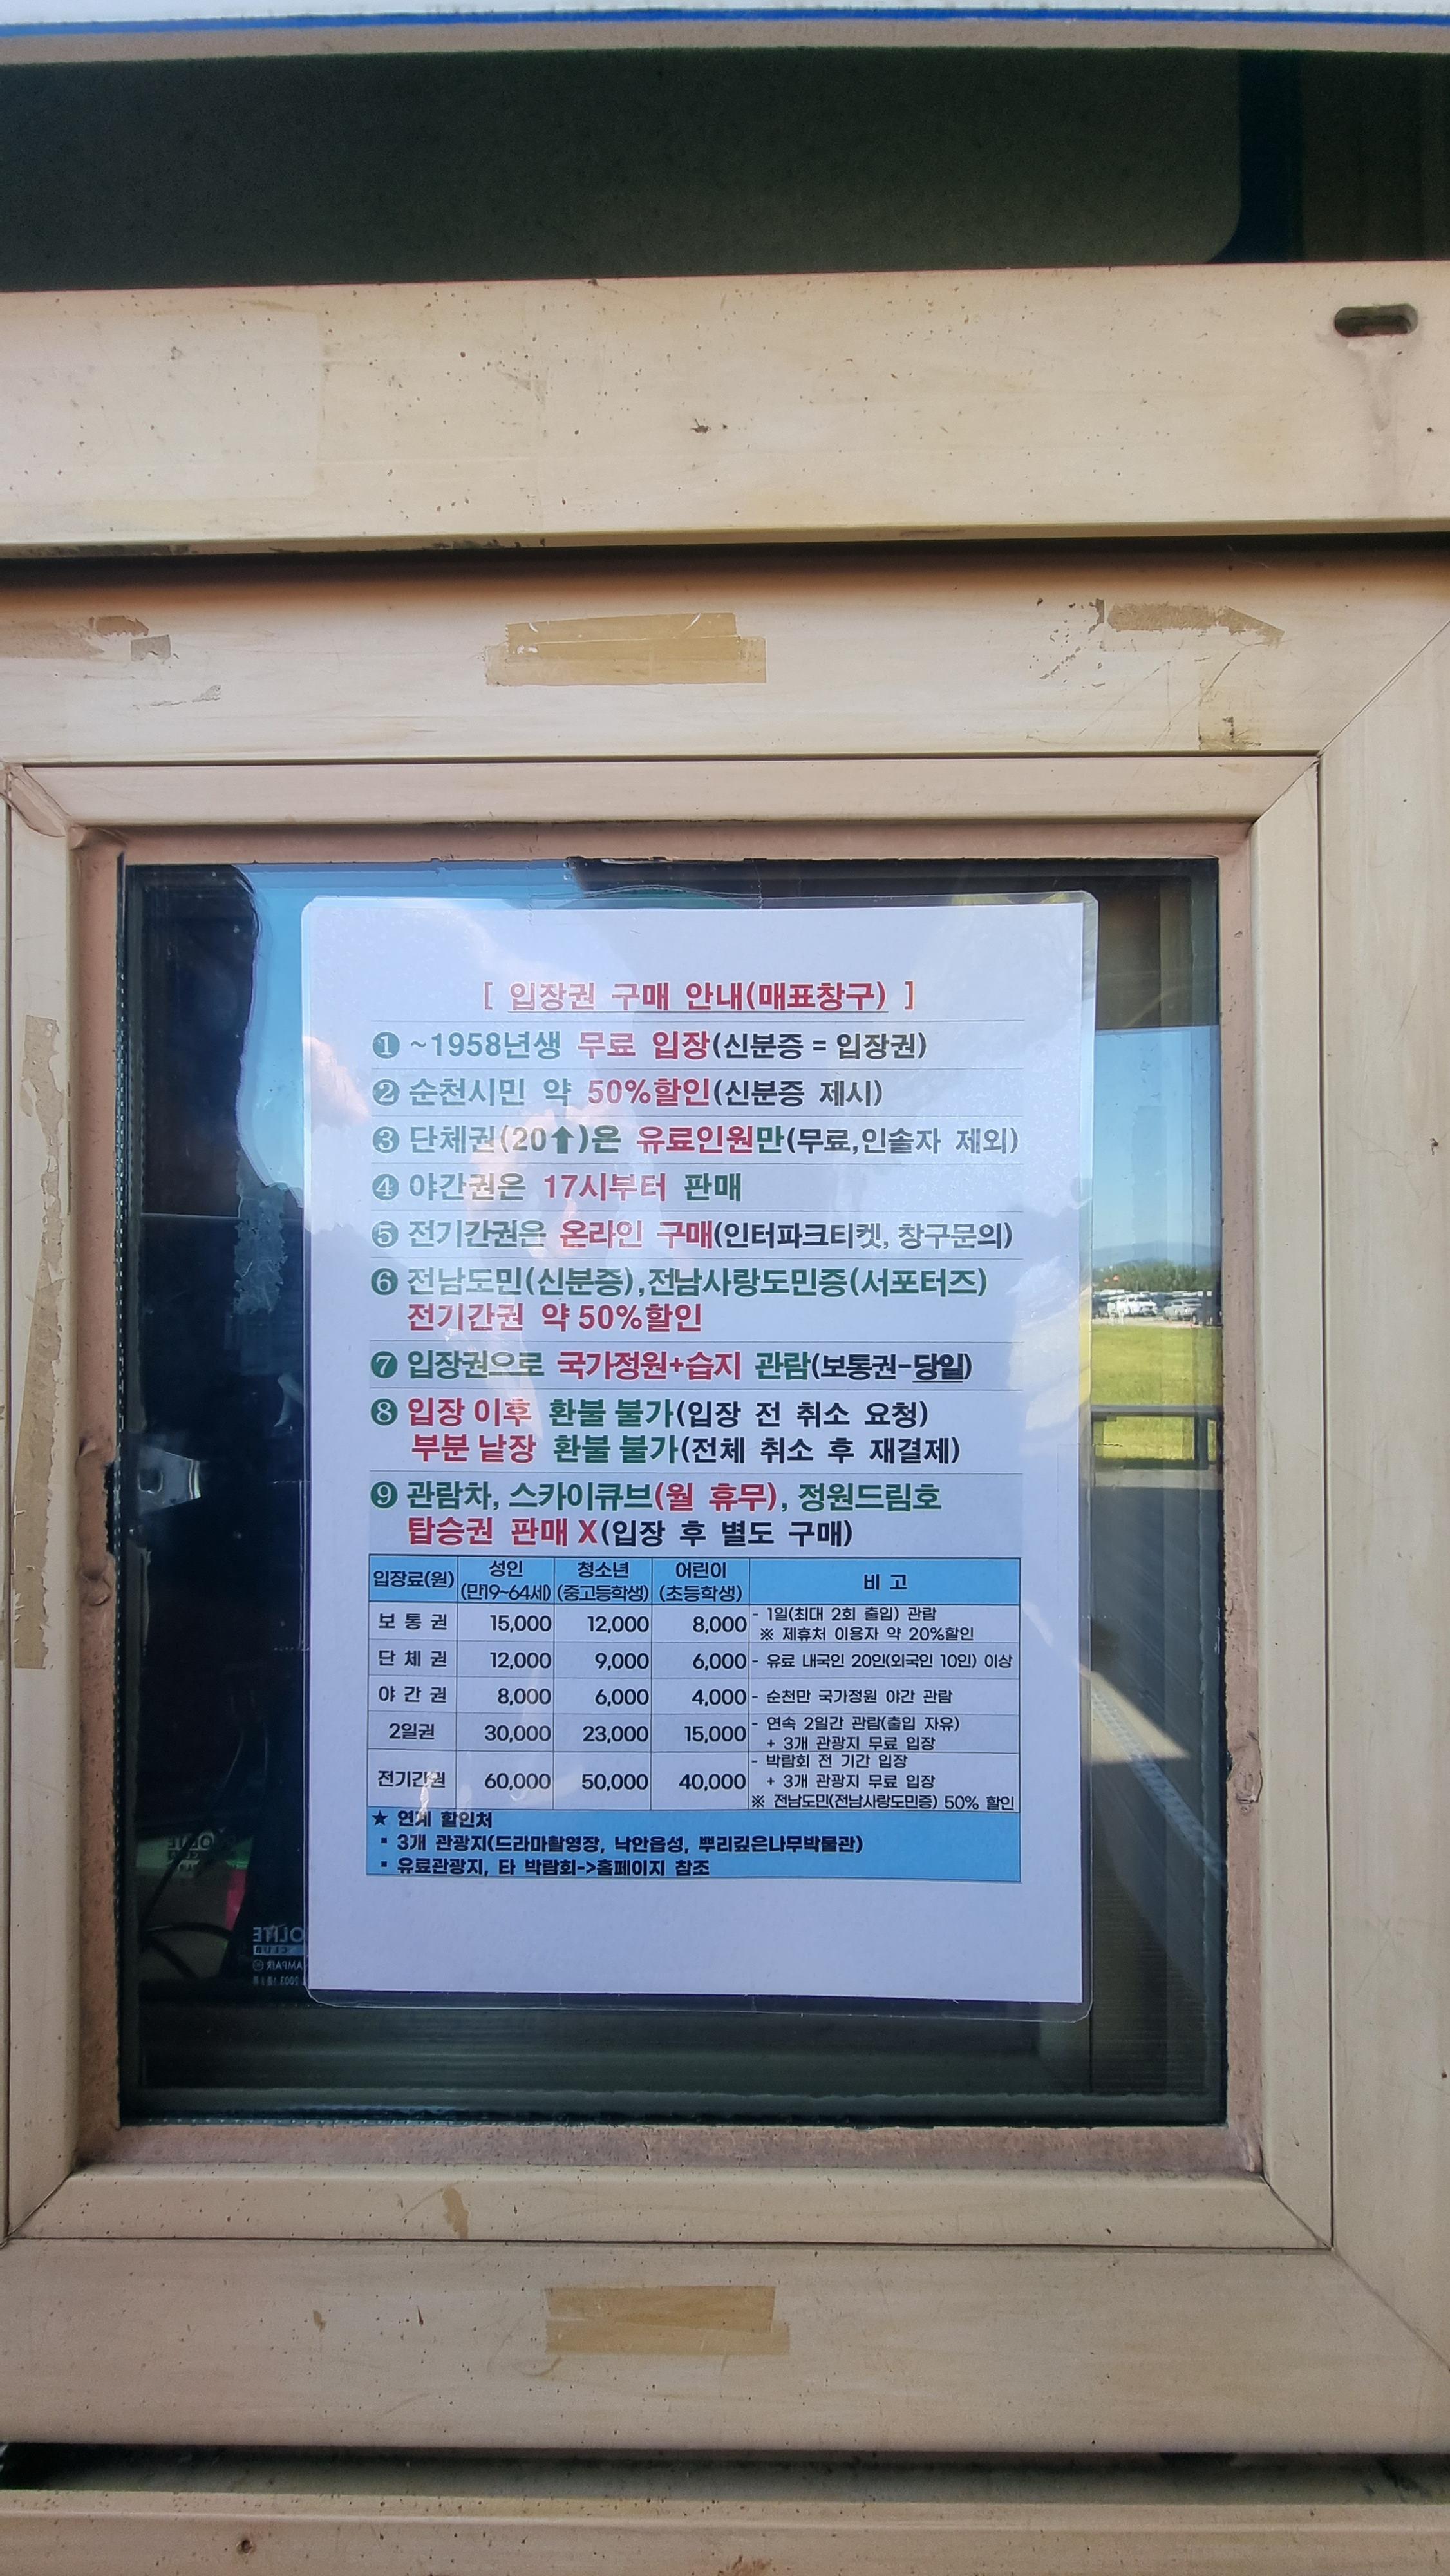 [ 입장권 구매 안내(매표창구) ]
❶ ~1958년생 무료 입장(신분증 = 입장권)
❷ 순천시민 약 50%할인(신분증 제시)
❸ 단체권(20⬆)은 유료인원만(무료,인솔자 제외)
❹ 야간권은 17시부터 판매
❺ 전기간권은 온라인 구매(인터파크티켓, 창구문의)
❻ 전남도민(신분증),전남사랑도민증(서포터즈)
전기간권 약 50%할인
❼ 입장권으로 국가정원+습지 관람(보통권-당일)
❽ 입장 이후 환불 불가(입장 전 취소 요청)
부분 낱장 환불 불가(전체 취소 후 재결제)
❾ 관람차, 스카이큐브(월 휴무), 정원드림호
탑승권 판매 X(입장 후 별도 구매)
입장료(원) 성인 (만19~64세) 청소년 (중고등학생) 어린이 (초등학생) 비 고
보 통 권 15,000 12,000 8,000 - 1일(최대 2회 출입) 관람
※ 제휴처 이용자 약 20%할인
단 체 권 12,000 9,000 6,000 - 유료 내국인 20인(외국인 10인) 이상
야 간 권 8,000 6,000 4,000 - 순천만 국가정원 야간 관람
2일권 30,000 23,000 15,000 - 연속 2일간 관람(출입 자유)
+ 3개 관광지 무료 입장
전기간권 60,000 50,000 40,000 - 박람회 전 기간 입장
+ 3개 관광지 무료 입장
※ 전남도민(전남사랑도민증) 50% 할인
★ 연계 할인처
▪ 3개 관광지(드라마촬영장, 낙안읍성, 뿌리깊은나무박물관)
▪ 유료관광지, 타 박람회->홈페이지 참조